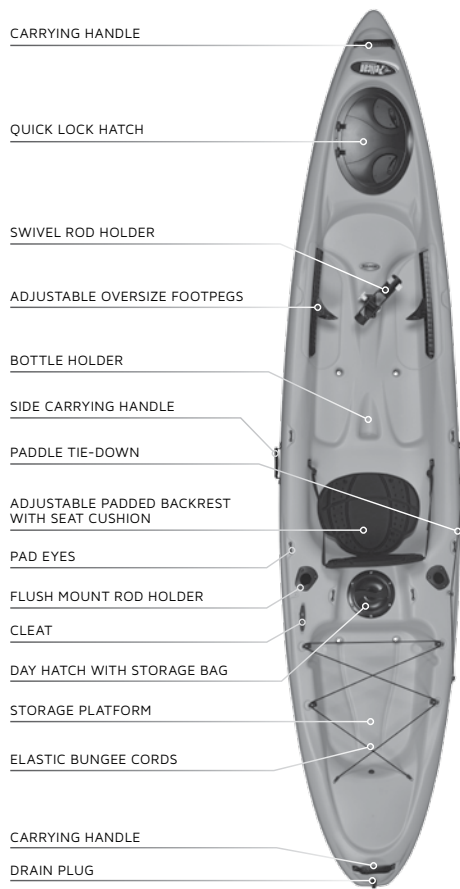 CARRYING HANDLE
Pelican
QUICK LOCK HATCH
SWIVEL ROD HOLDER
ADJUSTABLE OVERSIZE FOOTPEGS
BOTTLE HOLDER
SIDE CARRYING HANDLE
PADDLE TIE-DOWN
ADJUSTABLE PADDED BACKREST
WITH SEAT CUSHION
PAD EYES
FLUSH MOUNT ROD HOLDER
CLEAT
DAY HATCH WITH STORAGE BAG
STORAGE PLATFORM
ELASTIC BUNGEE CORDS
CARRYING HANDLE
DRAIN PLUG